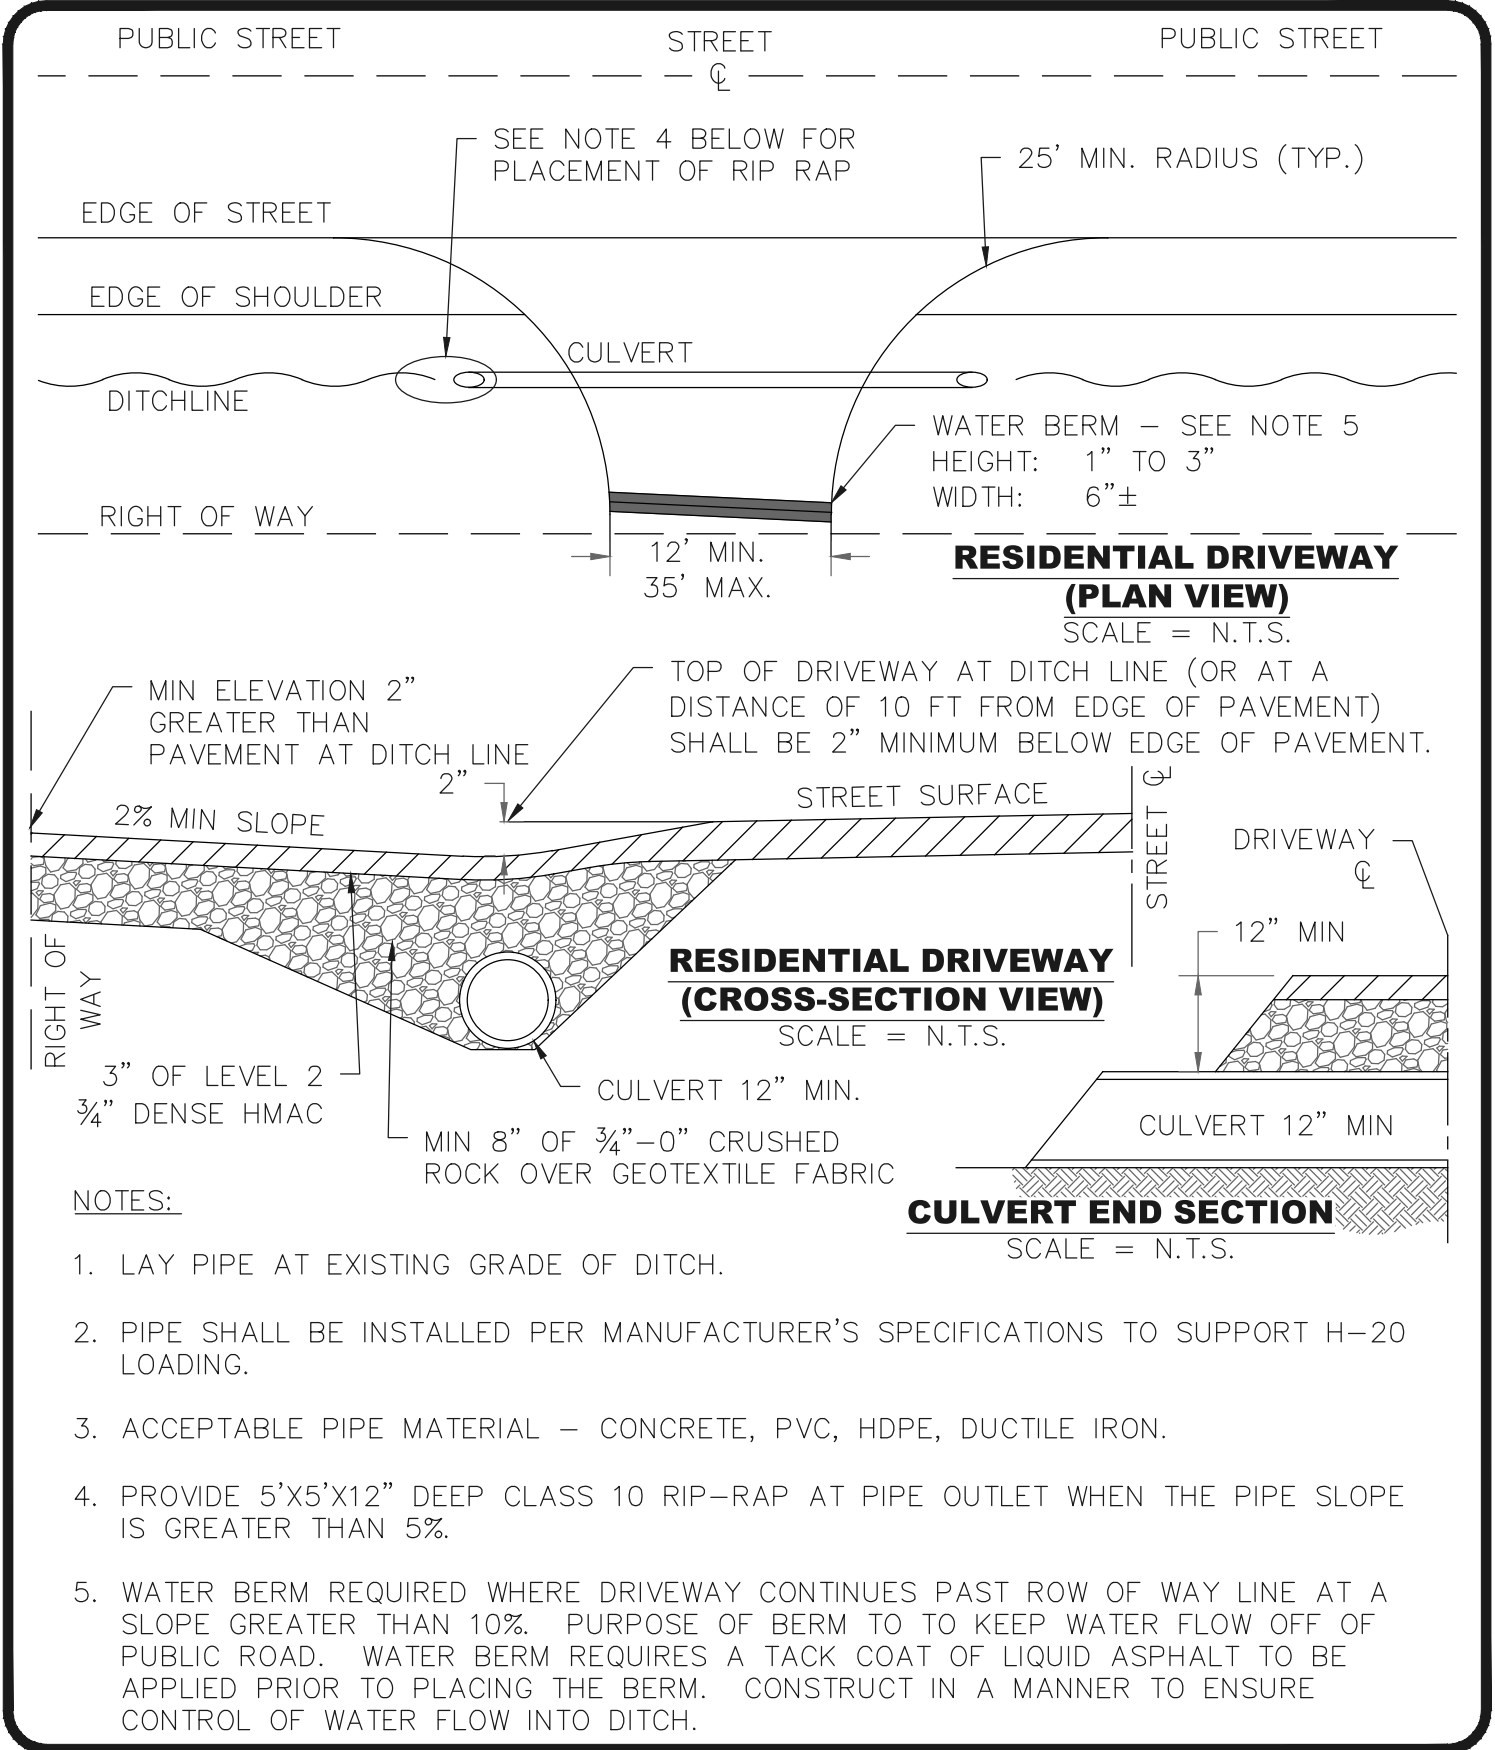 PUBLIC STREET
STREET
PUBLIC STREET
℄
SEE NOTE 4 BELOW FOR
PLACEMENT OF RIP RAP
25' MIN. RADIUS (TYP.)
EDGE OF STREET
EDGE OF SHOULDER
CULVERT
DITCHLINE
WATER BERM – SEE NOTE 5
HEIGHT: 1" TO 3"
WIDTH: 6"±
RIGHT OF WAY
12' MIN.
35' MAX.
RESIDENTIAL DRIVEWAY
(PLAN VIEW)
SCALE = N.T.S.
MIN ELEVATION 2"
GREATER THAN
PAVEMENT AT DITCH LINE
TOP OF DRIVEWAY AT DITCH LINE (OR AT A
DISTANCE OF 10 FT FROM EDGE OF PAVEMENT)
SHALL BE 2" MINIMUM BELOW EDGE OF PAVEMENT.
2"
2% MIN SLOPE
STREET SURFACE
STREET ℄
DRIVEWAY
℄
12" MIN
RIGHT OF
WAY
RESIDENTIAL DRIVEWAY
(CROSS-SECTION VIEW)
SCALE = N.T.S.
3" OF LEVEL 2
¾" DENSE HMAC
CULVERT 12" MIN.
MIN 8" OF ¾"–0" CRUSHED
ROCK OVER GEOTEXTILE FABRIC
CULVERT 12" MIN
CULVERT END SECTION
SCALE = N.T.S.
NOTES:
1. LAY PIPE AT EXISTING GRADE OF DITCH.
2. PIPE SHALL BE INSTALLED PER MANUFACTURER'S SPECIFICATIONS TO SUPPORT H–20
LOADING.
3. ACCEPTABLE PIPE MATERIAL – CONCRETE, PVC, HDPE, DUCTILE IRON.
4. PROVIDE 5'X5'X12" DEEP CLASS 10 RIP–RAP AT PIPE OUTLET WHEN THE PIPE SLOPE
IS GREATER THAN 5%.
5. WATER BERM REQUIRED WHERE DRIVEWAY CONTINUES PAST ROW OF WAY LINE AT A
SLOPE GREATER THAN 10%. PURPOSE OF BERM TO TO KEEP WATER FLOW OFF OF
PUBLIC ROAD. WATER BERM REQUIRES A TACK COAT OF LIQUID ASPHALT TO BE
APPLIED PRIOR TO PLACING THE BERM. CONSTRUCT IN A MANNER TO ENSURE
CONTROL OF WATER FLOW INTO DITCH.